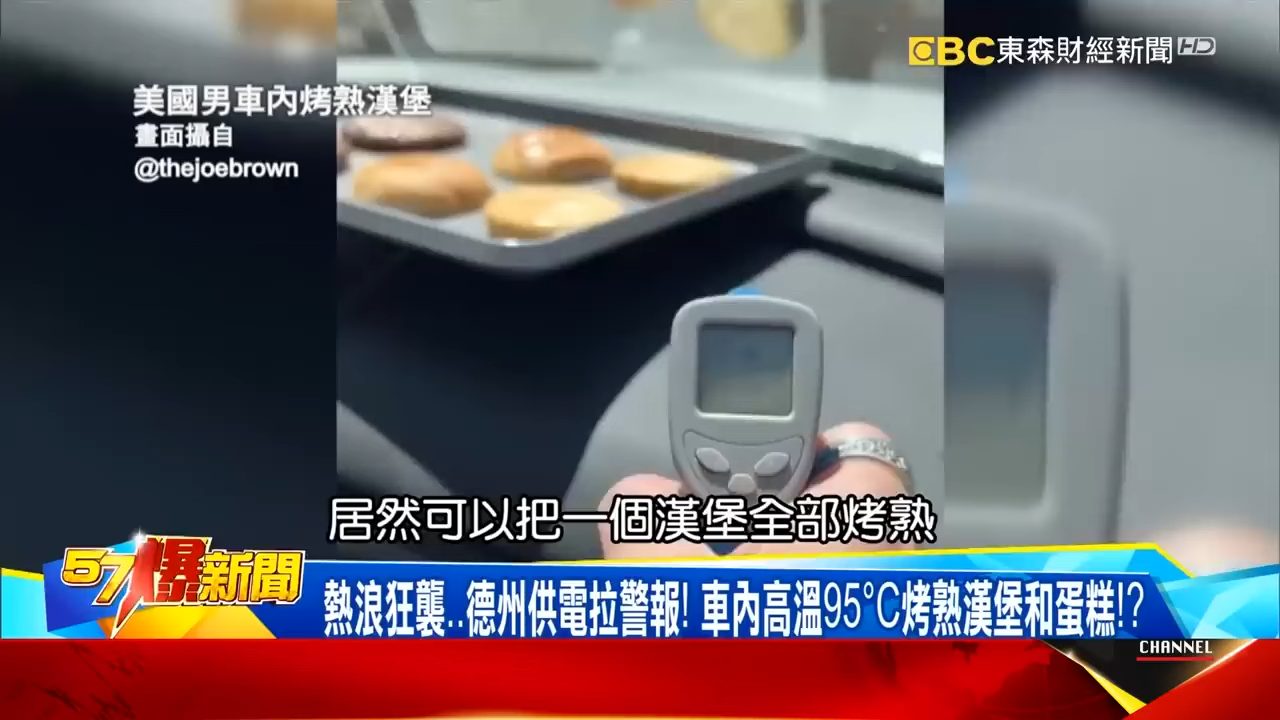 EBC東森財經新聞HD
美國男車內烤熟漢堡
畫面攝自
@thejoebrown
居然可以把一個漢堡全部烤熟
57爆新聞
熱浪狂襲..德州供電拉警報! 車內高溫95°C烤熟漢堡和蛋糕!?
CHANNEL